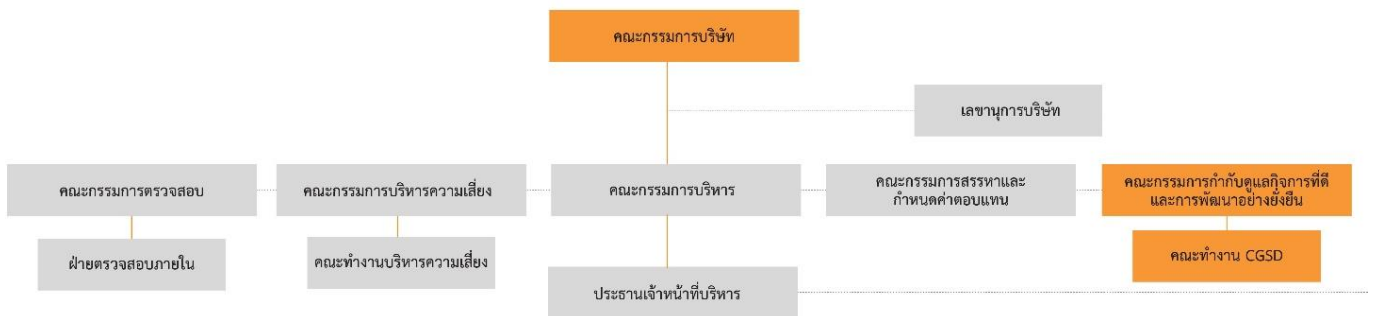 คณะกรรมการบริษัท
เลขานุการบริษัท
คณะกรรมการตรวจสอบ
คณะกรรมการบริหารความเสี่ยง
คณะกรรมการบริหาร
คณะกรรมการสรรหาและ
กำหนดค่าตอบแทน
คณะกรรมการกำกับดูแลกิจการที่ดี
และการพัฒนาอย่างยั่งยืน
ฝ่ายตรวจสอบภายใน
คณะทำงานบริหารความเสี่ยง
คณะทำงาน CGSD
ประธานเจ้าหน้าที่บริหาร